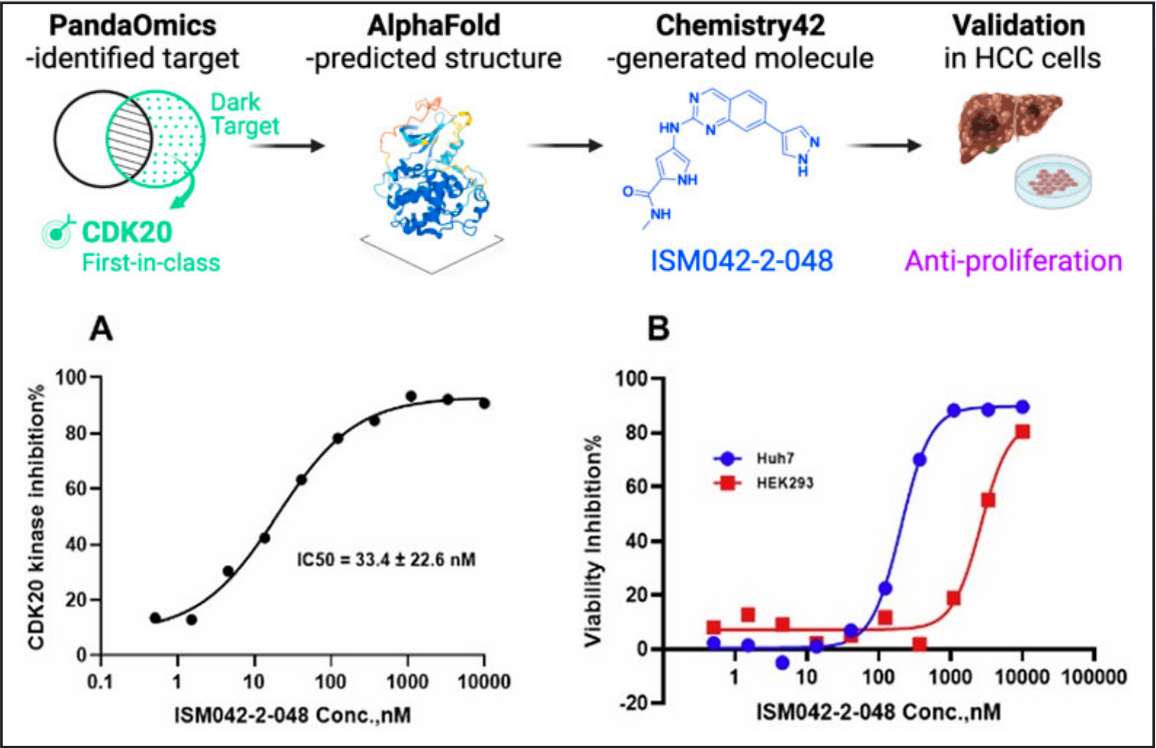 PandaOmics
-identified target
AlphaFold
-predicted structure
Chemistry42
-generated molecule
Validation
in HCC cells
Dark
Target
CDK20
First-in-class
N
N
HN
NH
O
NH
N
N
H
ISM042-2-048
Anti-proliferation
A
CDK20 kinase inhibition%
100
80
60
40
20
0
IC50 = 33.4 ± 22.6 nM
0.1
1
10
100
1000
10000
ISM042-2-048 Conc.,nM
B
Viability Inhibition%
100
80
60
40
20
0
-20
Huh7
HEK293
1
10
100
1000
10000
100000
ISM042-2-048 Conc.,nM